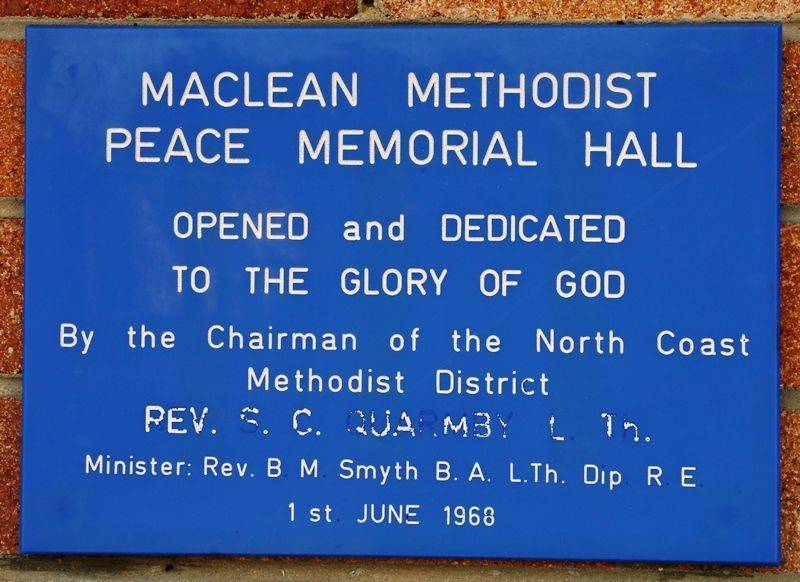 MACLEAN METHODIST
PEACE MEMORIAL HALL
OPENED and DEDICATED
TO THE GLORY OF GOD
By the Chairman of the North Coast
Methodist District
REV. S. C. QUARMBY L. Th.
Minister: Rev. B. M. Smyth B. A. L.Th. Dip. R. E.
1 st. JUNE 1968